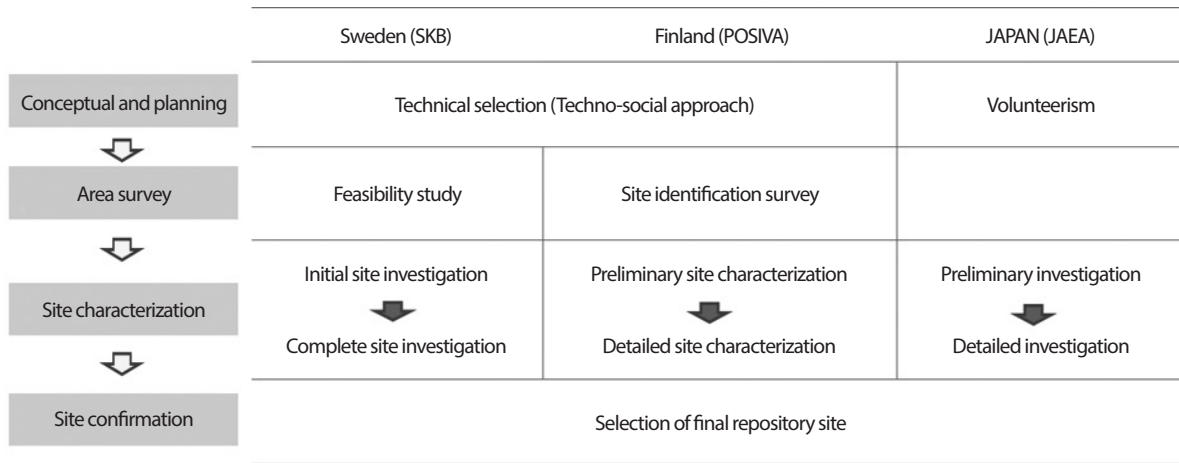 Sweden (SKB) Finland (POSIVA) JAPAN (JAEA)
Conceptual and planning Technical selection (Techno-social approach) Volunteerism
Area survey Feasibility study Site identification survey
Initial site investigation Preliminary site characterization Preliminary investigation
Site characterization
Complete site investigation Detailed site characterization Detailed investigation
Site confirmation Selection of final repository site